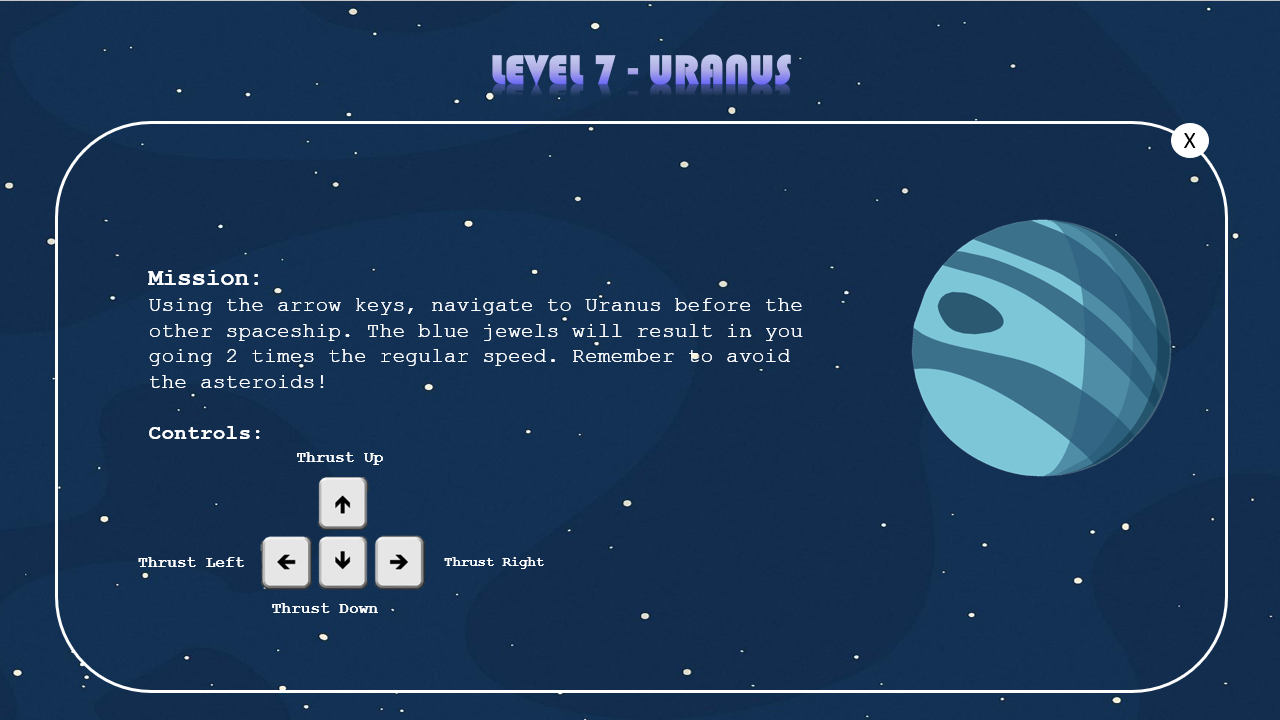 LEVEL 7 - URANUS
X
Mission:
Using the arrow keys, navigate to Uranus before the
other spaceship. The blue jewels will result in you
going 2 times the regular speed. Remember to avoid
the asteroids!
Controls:
Thrust Up
Thrust Left
Thrust Right
Thrust Down